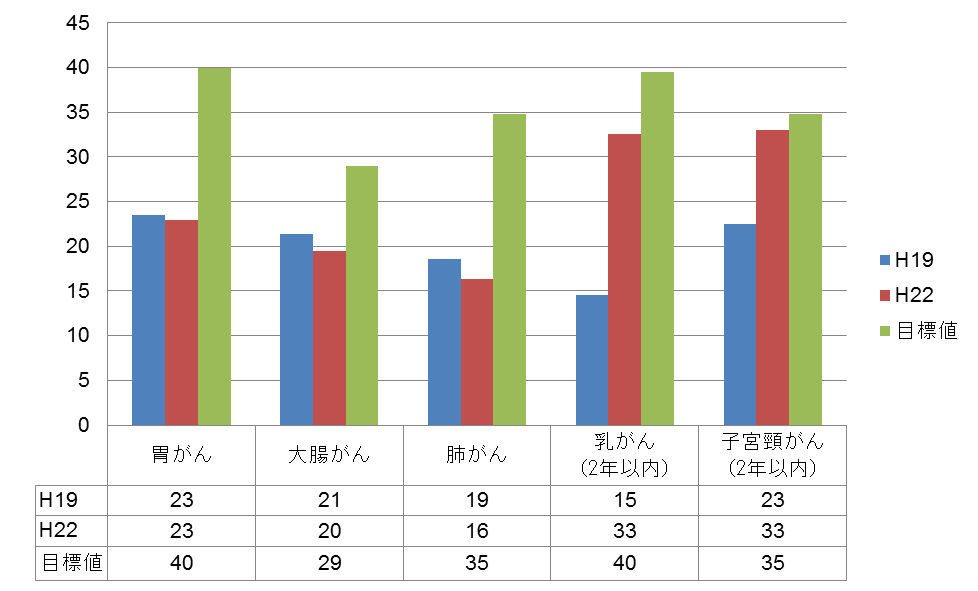 45
40
35
30
25
20
15
10
5
0
H19
H22
目標値
胃がん 大腸がん 肺がん 乳がん 子宮頸がん
(2年以内) (2年以内)
H19 23 21 19 15 23
H22 23 20 16 33 33
目標値 40 29 35 40 35